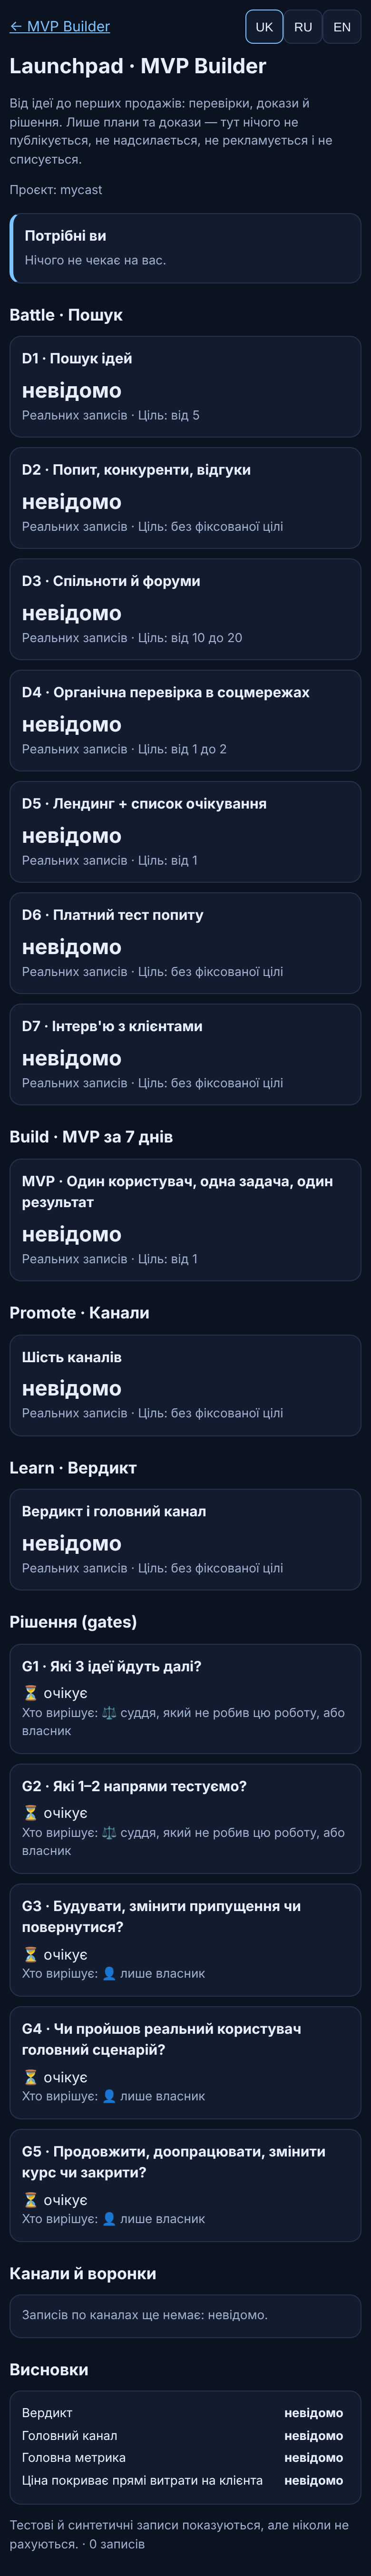 ← MVP Builder
UK
RU
EN
Launchpad · MVP Builder
Від ідеї до перших продажів: перевірки, докази й
рішення. Лише плани та докази — тут нічого не
публікується, не надсилається, не рекламується і не
списується.
Проєкт: mycast
Потрібні ви
Нічого не чекає на вас.
Battle · Пошук
D1 · Пошук ідей
невідомо
Реальних записів · Ціль: від 5
D2 · Попит, конкуренти, відгуки
невідомо
Реальних записів · Ціль: без фіксованої цілі
D3 · Спільноти й форуми
невідомо
Реальних записів · Ціль: від 10 до 20
D4 · Органічна перевірка в соцмережах
невідомо
Реальних записів · Ціль: від 1 до 2
D5 · Лендинг + список очікування
невідомо
Реальних записів · Ціль: від 1
D6 · Платний тест попиту
невідомо
Реальних записів · Ціль: без фіксованої цілі
D7 · Інтерв'ю з клієнтами
невідомо
Реальних записів · Ціль: без фіксованої цілі
Build · MVP за 7 днів
MVP · Один користувач, одна задача, один
результат
невідомо
Реальних записів · Ціль: від 1
Promote · Канали
Шість каналів
невідомо
Реальних записів · Ціль: без фіксованої цілі
Learn · Вердикт
Вердикт і головний канал
невідомо
Реальних записів · Ціль: без фіксованої цілі
Рішення (gates)
G1 · Які 3 ідеї йдуть далі?
⏳ очікує
Хто вирішує: ⚖️ суддя, який не робив цю роботу, або
власник
G2 · Які 1–2 напрями тестуємо?
⏳ очікує
Хто вирішує: ⚖️ суддя, який не робив цю роботу, або
власник
G3 · Будувати, змінити припущення чи
повернутися?
⏳ очікує
Хто вирішує: 👤 лише власник
G4 · Чи пройшов реальний користувач
головний сценарій?
⏳ очікує
Хто вирішує: 👤 лише власник
G5 · Продовжити, доопрацювати, змінити
курс чи закрити?
⏳ очікує
Хто вирішує: 👤 лише власник
Канали й воронки
Записів по каналах ще немає: невідомо.
Висновки
Вердикт невідомо
Головний канал невідомо
Головна метрика невідомо
Ціна покриває прямі витрати на клієнта невідомо
Тестові й синтетичні записи показуються, але ніколи не
рахуються. · 0 записів